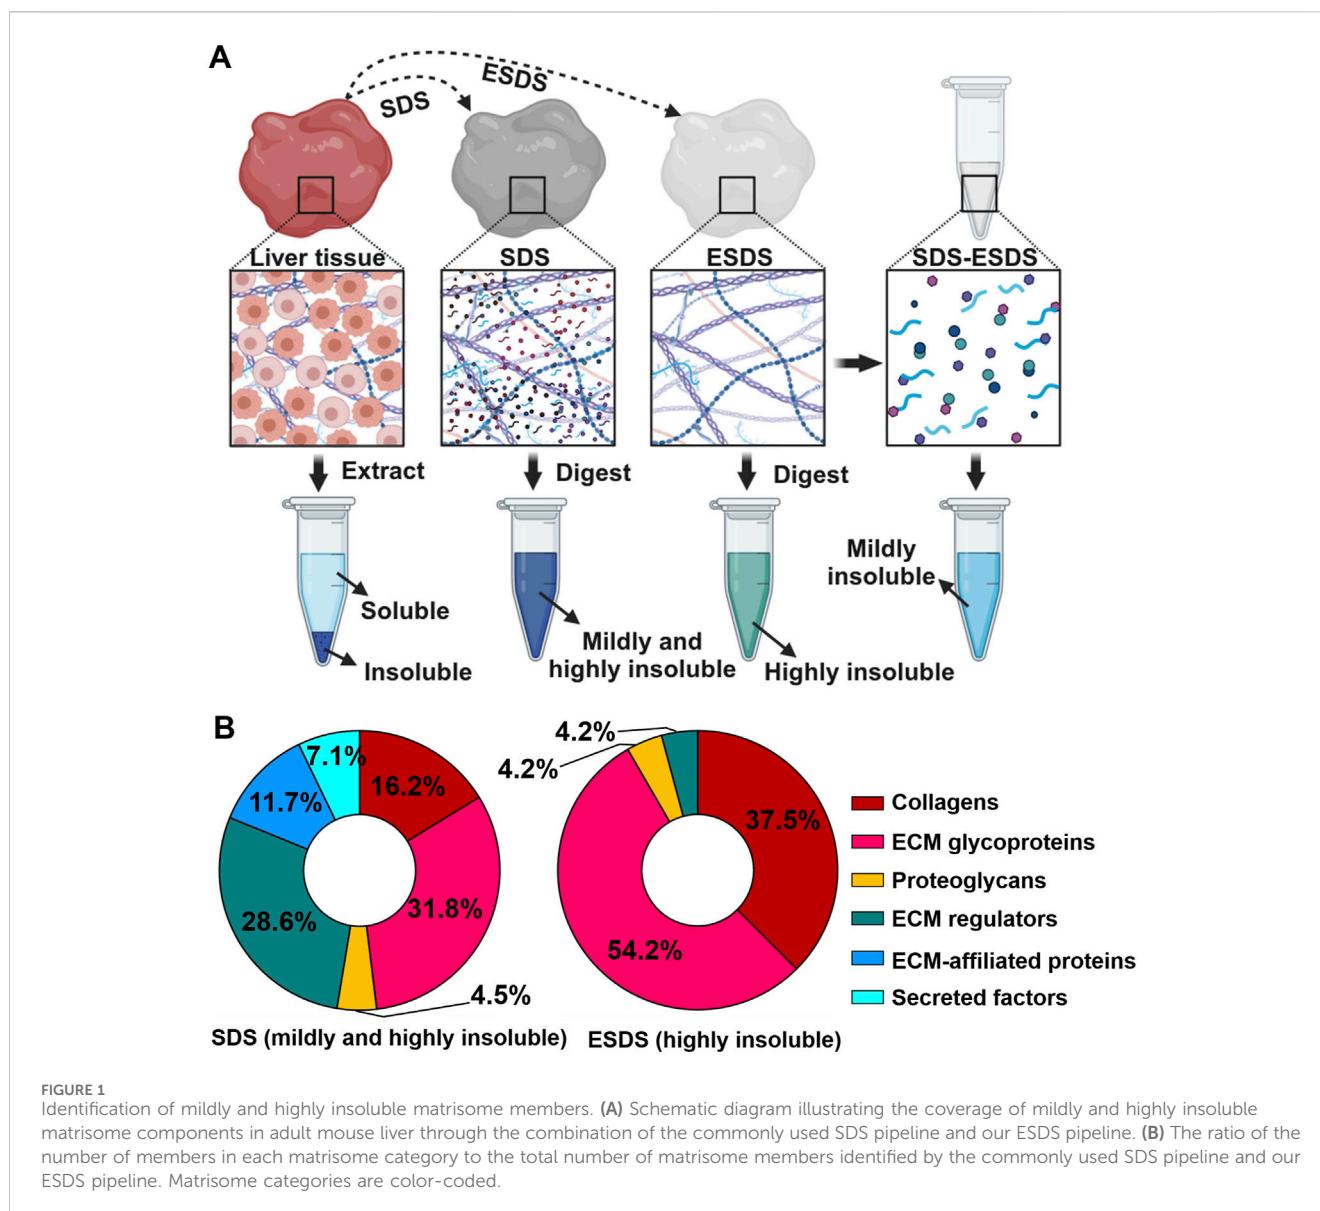 A
ESDS
SDS
Liver tissue
SDS
ESDS
SDS-ESDS
Extract
Digest
Digest
Soluble
Insoluble
Mildly and
highly insoluble
Highly insoluble
Mildly
insoluble
B
7.1%
16.2%
11.7%
28.6%
31.8%
4.5%
SDS (mildly and highly insoluble)
4.2%
4.2%
37.5%
54.2%
ESDS (highly insoluble)
Collagens
ECM glycoproteins
Proteoglycans
ECM regulators
ECM-affiliated proteins
Secreted factors
FIGURE 1
Identification of mildly and highly insoluble matrisome members. (A) Schematic diagram illustrating the coverage of mildly and highly insoluble
matrisome components in adult mouse liver through the combination of the commonly used SDS pipeline and our ESDS pipeline. (B) The ratio of the
number of members in each matrisome category to the total number of matrisome members identified by the commonly used SDS pipeline and our
ESDS pipeline. Matrisome categories are color-coded.